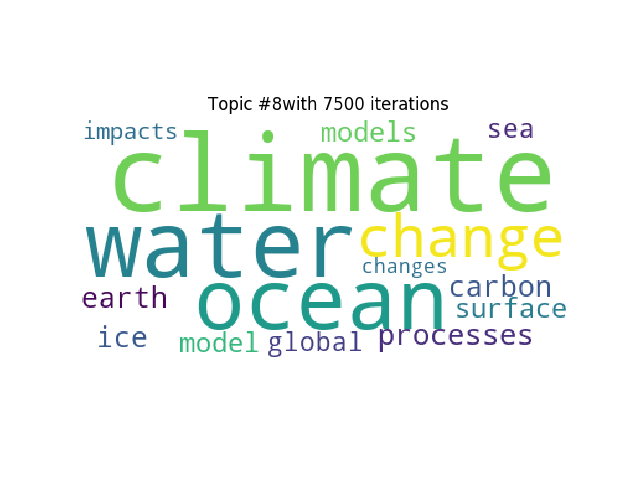 Topic #8with 7500 iterations
impacts models sea
climate
water change
changes
earth ocean carbon
surface
ice model global processes